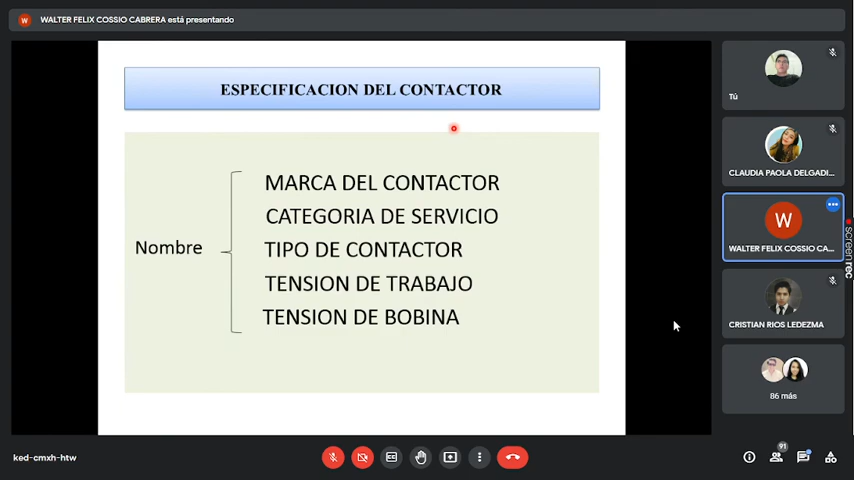 W
WALTER FELIX COSSIO CABRERA está presentando
ESPECIFICACION DEL CONTACTOR
Nombre
MARCA DEL CONTACTOR
CATEGORIA DE SERVICIO
TIPO DE CONTACTOR
TENSION DE TRABAJO
TENSION DE BOBINA
Tú
CLAUDIA PAOLA DELGADI...
W
WALTER FELIX COSSIO CA...
CRISTIAN RIOS LEDEZMA
86 más
screenrec
ked-cmxh-htw
CC
91